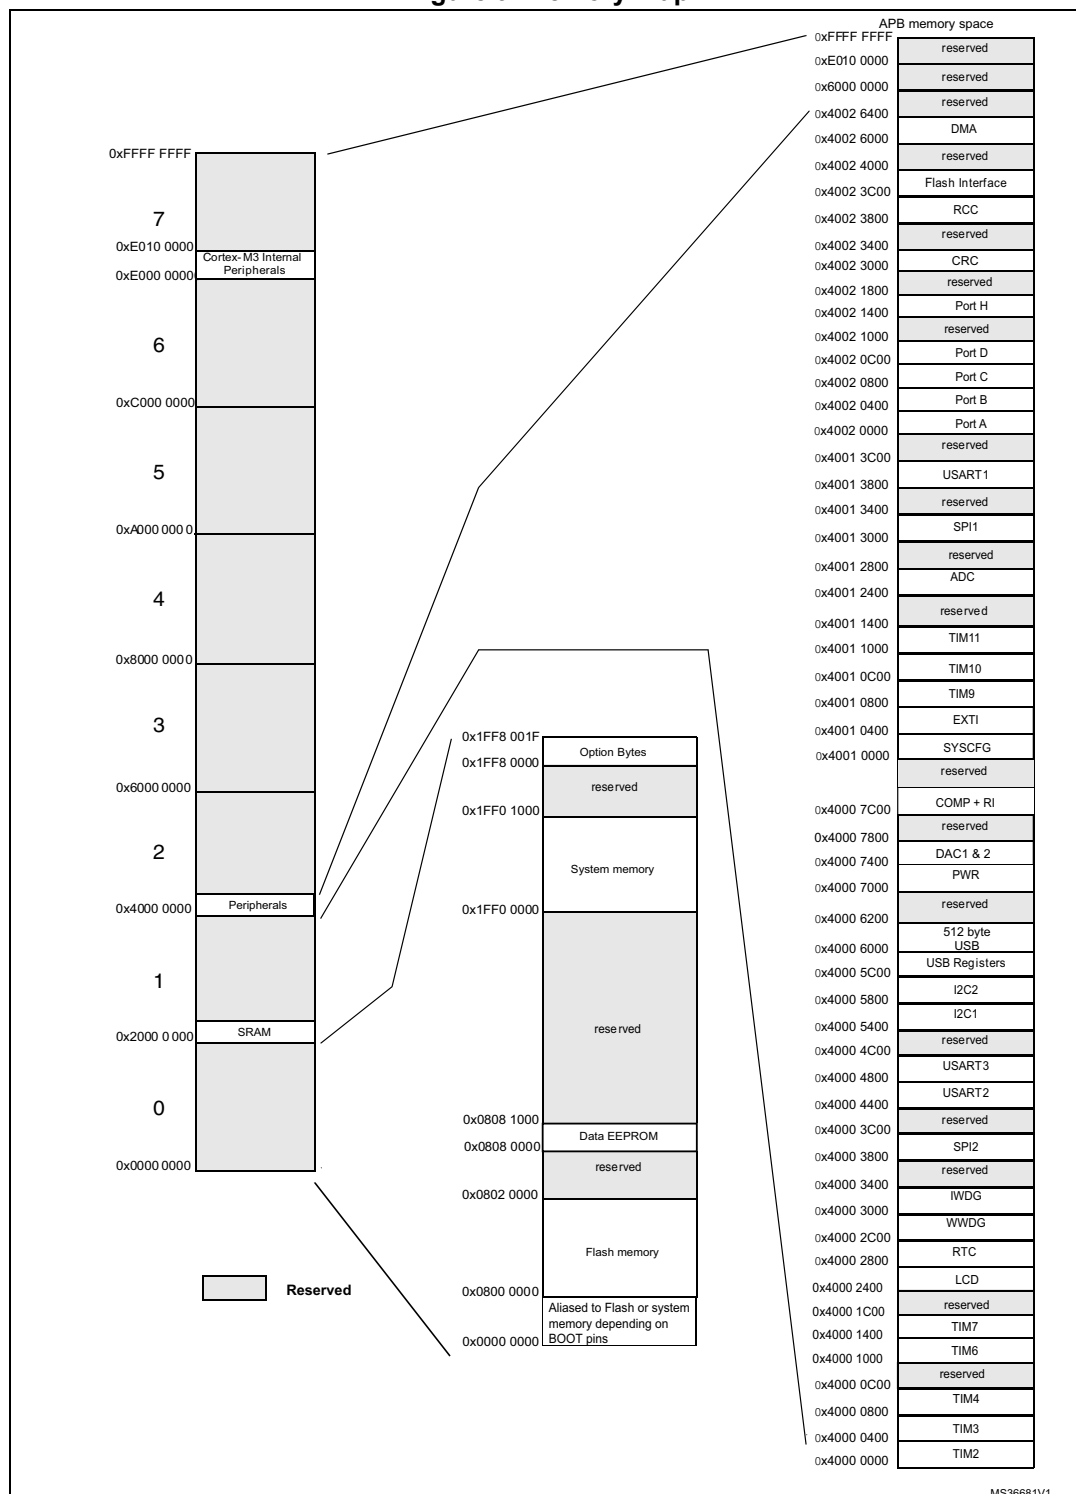 APB memory space
0xFFFF FFFF
reserved
0xE010 0000
reserved
0x6000 0000
reserved
0x4002 6400
DMA
0x4002 6000
reserved
0x4002 4000
Flash Interface
0x4002 3C00
RCC
0x4002 3800
reserved
0x4002 3400
CRC
0x4002 3000
reserved
0x4002 1800
Port H
0x4002 1400
reserved
0x4002 1000
Port D
0x4002 0C00
Port C
0x4002 0800
Port B
0x4002 0400
Port A
0x4002 0000
reserved
0x4001 3C00
USART1
0x4001 3800
reserved
0x4001 3400
SPI1
0x4001 3000
reserved
0x4001 2800
ADC
0x4001 2400
reserved
0x4001 1400
TIM11
0x4001 1000
TIM10
0x4001 0C00
TIM9
0x4001 0800
EXTI
0x4001 0400
SYSCFG
0x4001 0000
reserved
COMP + RI
0x4000 7C00
reserved
0x4000 7800
DAC1 & 2
0x4000 7400
PWR
0x4000 7000
reserved
0x4000 6200
512 byte
USB
0x4000 6000
USB Registers
0x4000 5C00
I2C2
0x4000 5800
I2C1
0x4000 5400
reserved
0x4000 4C00
USART3
0x4000 4800
USART2
0x4000 4400
reserved
0x4000 3C00
SPI2
0x4000 3800
reserved
0x4000 3400
IWDG
0x4000 3000
WWDG
0x4000 2C00
RTC
0x4000 2800
LCD
0x4000 2400
reserved
0x4000 1C00
TIM7
0x4000 1400
TIM6
0x4000 1000
reserved
0x4000 0C00
TIM4
0x4000 0800
TIM3
0x4000 0400
TIM2
0x4000 0000
0xFFFF FFFF
7
0xE010 0000
Cortex-M3 Internal
Peripherals
0xE000 0000
6
0xC000 0000
5
0xA000 0000
4
0x8000 0000
3
0x6000 0000
2
0x4000 0000
Peripherals
1
0x2000 0000
SRAM
0
0x0000 0000
Reserved
0x1FF8 001F
Option Bytes
0x1FF8 0000
reserved
0x1FF0 1000
System memory
0x1FF0 0000
reserved
0x0808 1000
Data EEPROM
0x0808 0000
reserved
0x0802 0000
Flash memory
0x0800 0000
Aliased to Flash or system
memory depending on
BOOT pins
0x0000 0000
MS36681V1